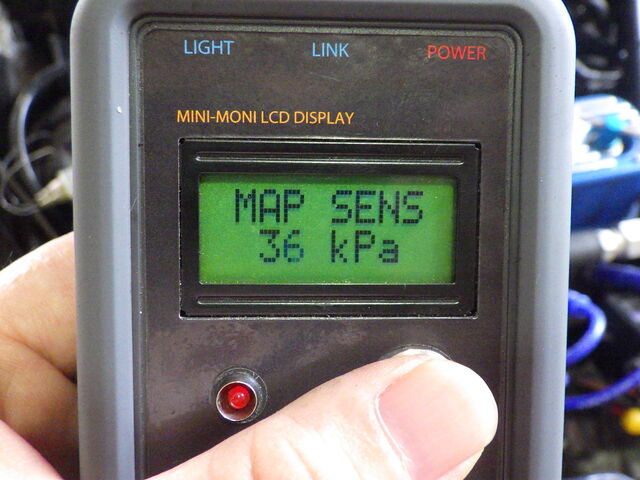 LIGHT LINK POWER
MINI-MONI LCD DISPLAY
MAP SENS
36 kPa